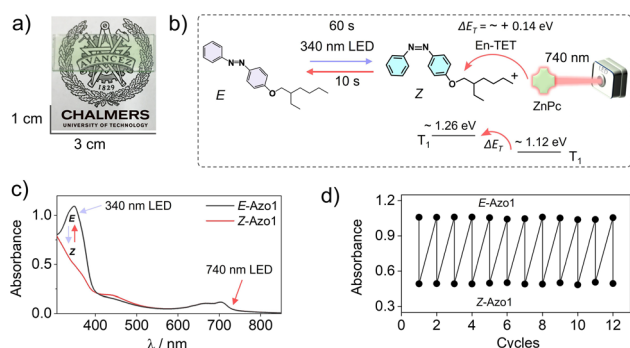 a)
AVANCEZ
1829
CHALMERS
UNIVERSITY OF TECHNOLOGY
1 cm
3 cm
b)
60 s
340 nm LED
10 s
E
N=N
O
Z
N=N
O
ΔE_T = ~ + 0.14 eV
En-TET
740 nm
+
ZnPc
~ 1.26 eV
T₁
ΔE_T
~ 1.12 eV
T₁
c)
Absorbance
1.0
0.5
0.0
400 500 600 700 800
λ / nm
340 nm LED
E
Z
E-Azo1
Z-Azo1
740 nm LED
d)
Absorbance
1.2
0.9
0.6
0.3
E-Azo1
Z-Azo1
0 2 4 6 8 10 12
Cycles